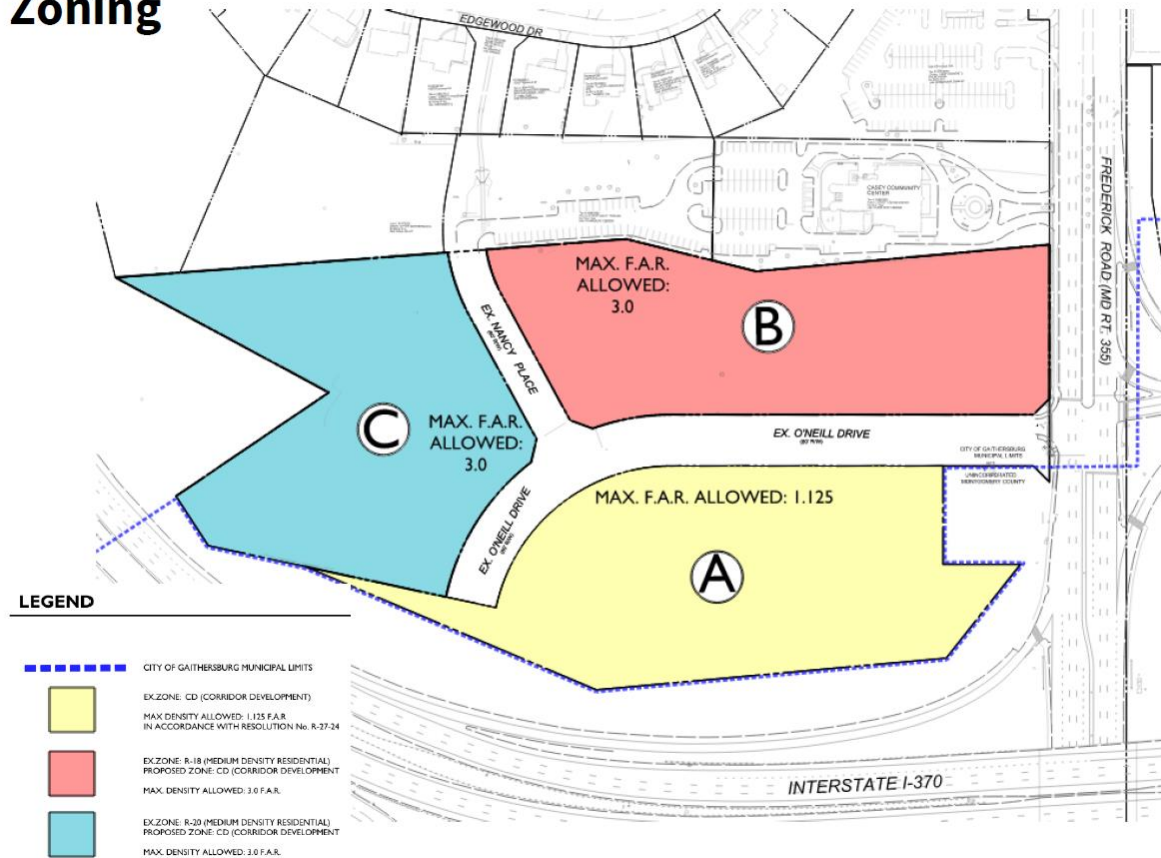 Zoning
EDGEWOOD DR
CASEY COMMUNITY
CENTER
FREDERICK ROAD (MD RT. 355)
MAX. F.A.R.
ALLOWED:
3.0
B
EX. NANCY PLACE
C
MAX. F.A.R.
ALLOWED:
3.0
EX. O'NEILL DRIVE
CITY OF GAITHERSBURG
MUNICIPAL LIMITS
UNINCORPORATED
MONTGOMERY COUNTY
MAX. F.A.R. ALLOWED: 1.125
EX. O'NEILL DRIVE
A
INTERSTATE I-370
LEGEND
CITY OF GAITHERSBURG MUNICIPAL LIMITS
EX.ZONE: CD (CORRIDOR DEVELOPMENT)
MAX DENSITY ALLOWED: 1.125 F.A.R
IN ACCORDANCE WITH RESOLUTION No. R-27-24
EX.ZONE: R-18 (MEDIUM DENSITY RESIDENTIAL)
PROPOSED ZONE: CD (CORRIDOR DEVELOPMENT
MAX. DENSITY ALLOWED: 3.0 F.A.R.
EX.ZONE: R-20 (MEDIUM DENSITY RESIDENTIAL)
PROPOSED ZONE: CD (CORRIDOR DEVELOPMENT
MAX. DENSITY ALLOWED: 3.0 F.A.R.